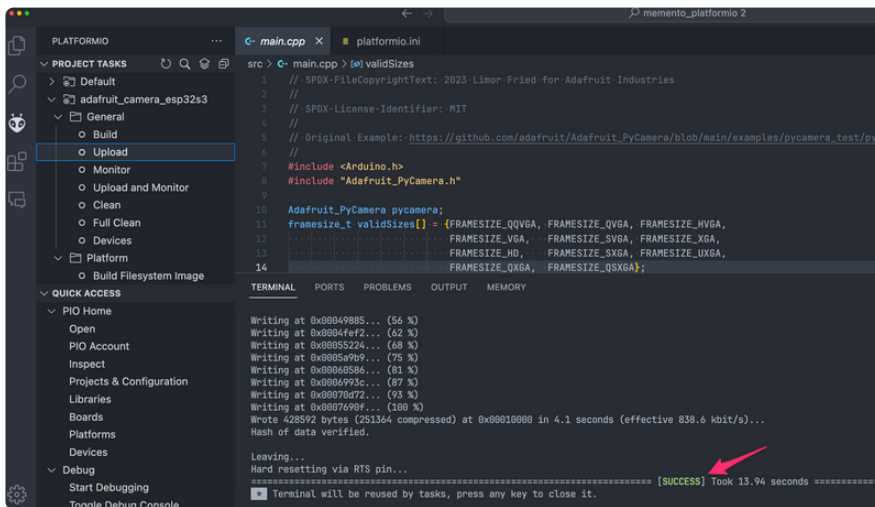 memento_platformio 2
PLATFORMIO
PROJECT TASKS
Default
adafruit_camera_esp32s3
General
Build
Upload
Monitor
Upload and Monitor
Clean
Full Clean
Devices
Platform
Build Filesystem Image
QUICK ACCESS
PIO Home
Open
PIO Account
Inspect
Projects & Configuration
Libraries
Boards
Platforms
Devices
Debug
Start Debugging
Toggle Debug Console
main.cpp
platformio.ini
src > main.cpp > validSizes
1 // SPDX-FileCopyrightText: 2023 Limor Fried for Adafruit Industries
2 //
3 // SPDX-License-Identifier: MIT
4 //
5 // Original Example: https://github.com/adafruit/Adafruit_PyCamera/blob/main/examples/pycamera_test/py
6 //
7 #include <Arduino.h>
8 #include "Adafruit_PyCamera.h"
9
10 Adafruit_PyCamera pycamera;
11 framesize_t validSizes[] = {FRAMESIZE_QQVGA, FRAMESIZE_QVGA, FRAMESIZE_HVGA,
12 FRAMESIZE_VGA, FRAMESIZE_SVGA, FRAMESIZE_XGA,
13 FRAMESIZE_HD, FRAMESIZE_SXGA, FRAMESIZE_UXGA,
14 FRAMESIZE_QXGA, FRAMESIZE_QSXGA};
TERMINAL PORTS PROBLEMS OUTPUT MEMORY
Writing at 0x00049885... (56 %)
Writing at 0x0004fef2... (62 %)
Writing at 0x00055224... (68 %)
Writing at 0x0005a9b9... (75 %)
Writing at 0x00060586... (81 %)
Writing at 0x0006993c... (87 %)
Writing at 0x00070d72... (93 %)
Writing at 0x0007690f... (100 %)
Wrote 428592 bytes (251364 compressed) at 0x00010000 in 4.1 seconds (effective 838.6 kbit/s)...
Hash of data verified.
Leaving...
Hard resetting via RTS pin...
[SUCCESS] Took 13.94 seconds
* Terminal will be reused by tasks, press any key to close it.